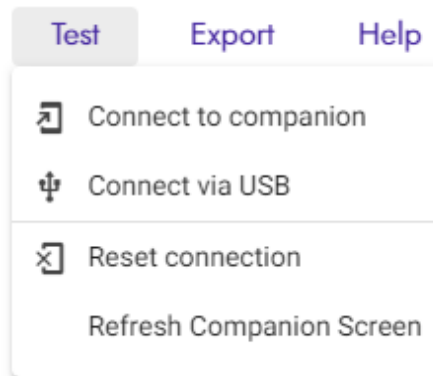 Test Export Help
Connect to companion
Connect via USB
Reset connection
Refresh Companion Screen